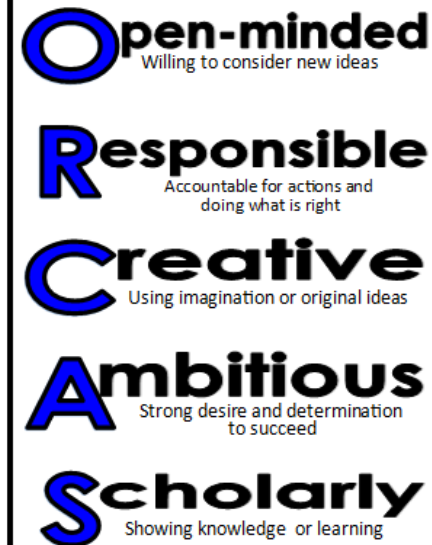 Open-minded
Willing to consider new ideas
Responsible
Accountable for actions and
doing what is right
Creative
Using imagination or original ideas
Ambitious
Strong desire and determination
to succeed
Scholarly
Showing knowledge or learning